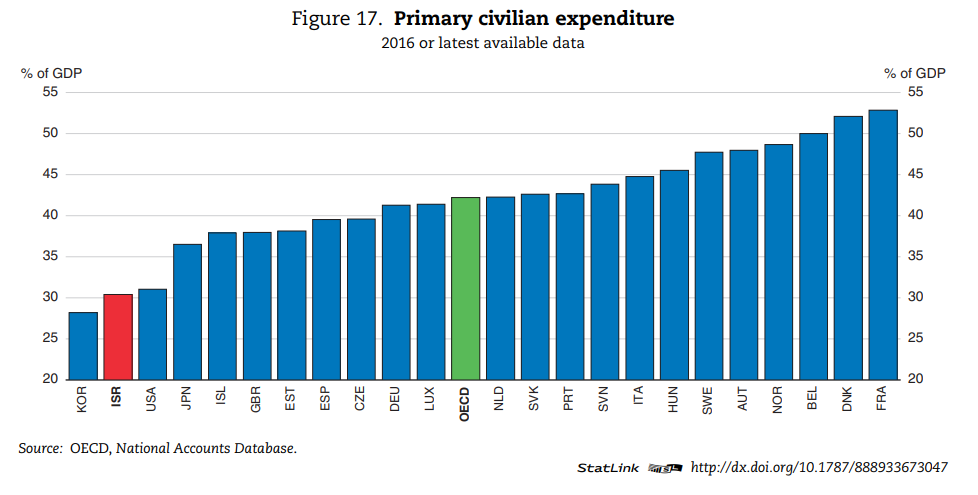 Figure 17. Primary civilian expenditure
2016 or latest available data
% of GDP % of GDP
55 55
50 50
45 45
40 40
35 35
30 30
25 25
20 20
KOR ISR USA JPN ISL GBR EST ESP CZE DEU LUX OECD NLD SVK PRT SVN ITA HUN SWE AUT NOR BEL DNK FRA
Source: OECD, National Accounts Database.
StatLink http://dx.doi.org/10.1787/888933673047